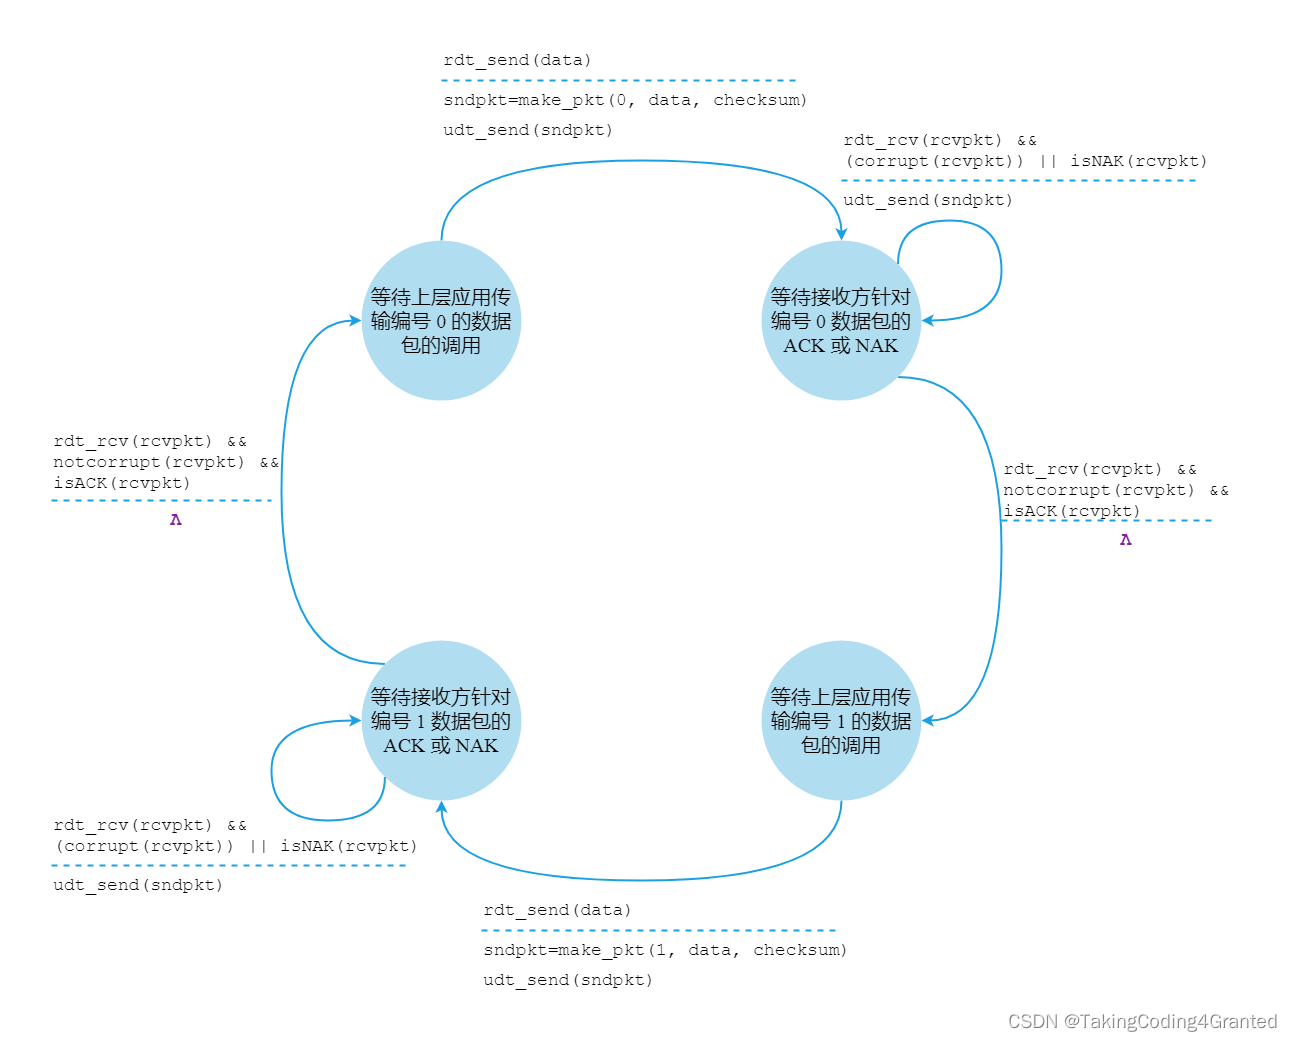 rdt_send(data)
sndpkt=make_pkt(0, data, checksum)
udt_send(sndpkt)
rdt_rcv(rcvpkt) &&
(corrupt(rcvpkt)) || isNAK(rcvpkt)
udt_send(sndpkt)
等待上层应用传
输编号 0 的数据
包的调用
等待接收方针对
编号 0 数据包的
ACK 或 NAK
rdt_rcv(rcvpkt) &&
notcorrupt(rcvpkt) &&
isACK(rcvpkt)
Λ
rdt_rcv(rcvpkt) &&
notcorrupt(rcvpkt) &&
isACK(rcvpkt)
Λ
等待接收方针对
编号 1 数据包的
ACK 或 NAK
等待上层应用传
输编号 1 的数据
包的调用
rdt_rcv(rcvpkt) &&
(corrupt(rcvpkt)) || isNAK(rcvpkt)
udt_send(sndpkt)
rdt_send(data)
sndpkt=make_pkt(1, data, checksum)
udt_send(sndpkt)
CSDN @TakingCoding4Granted